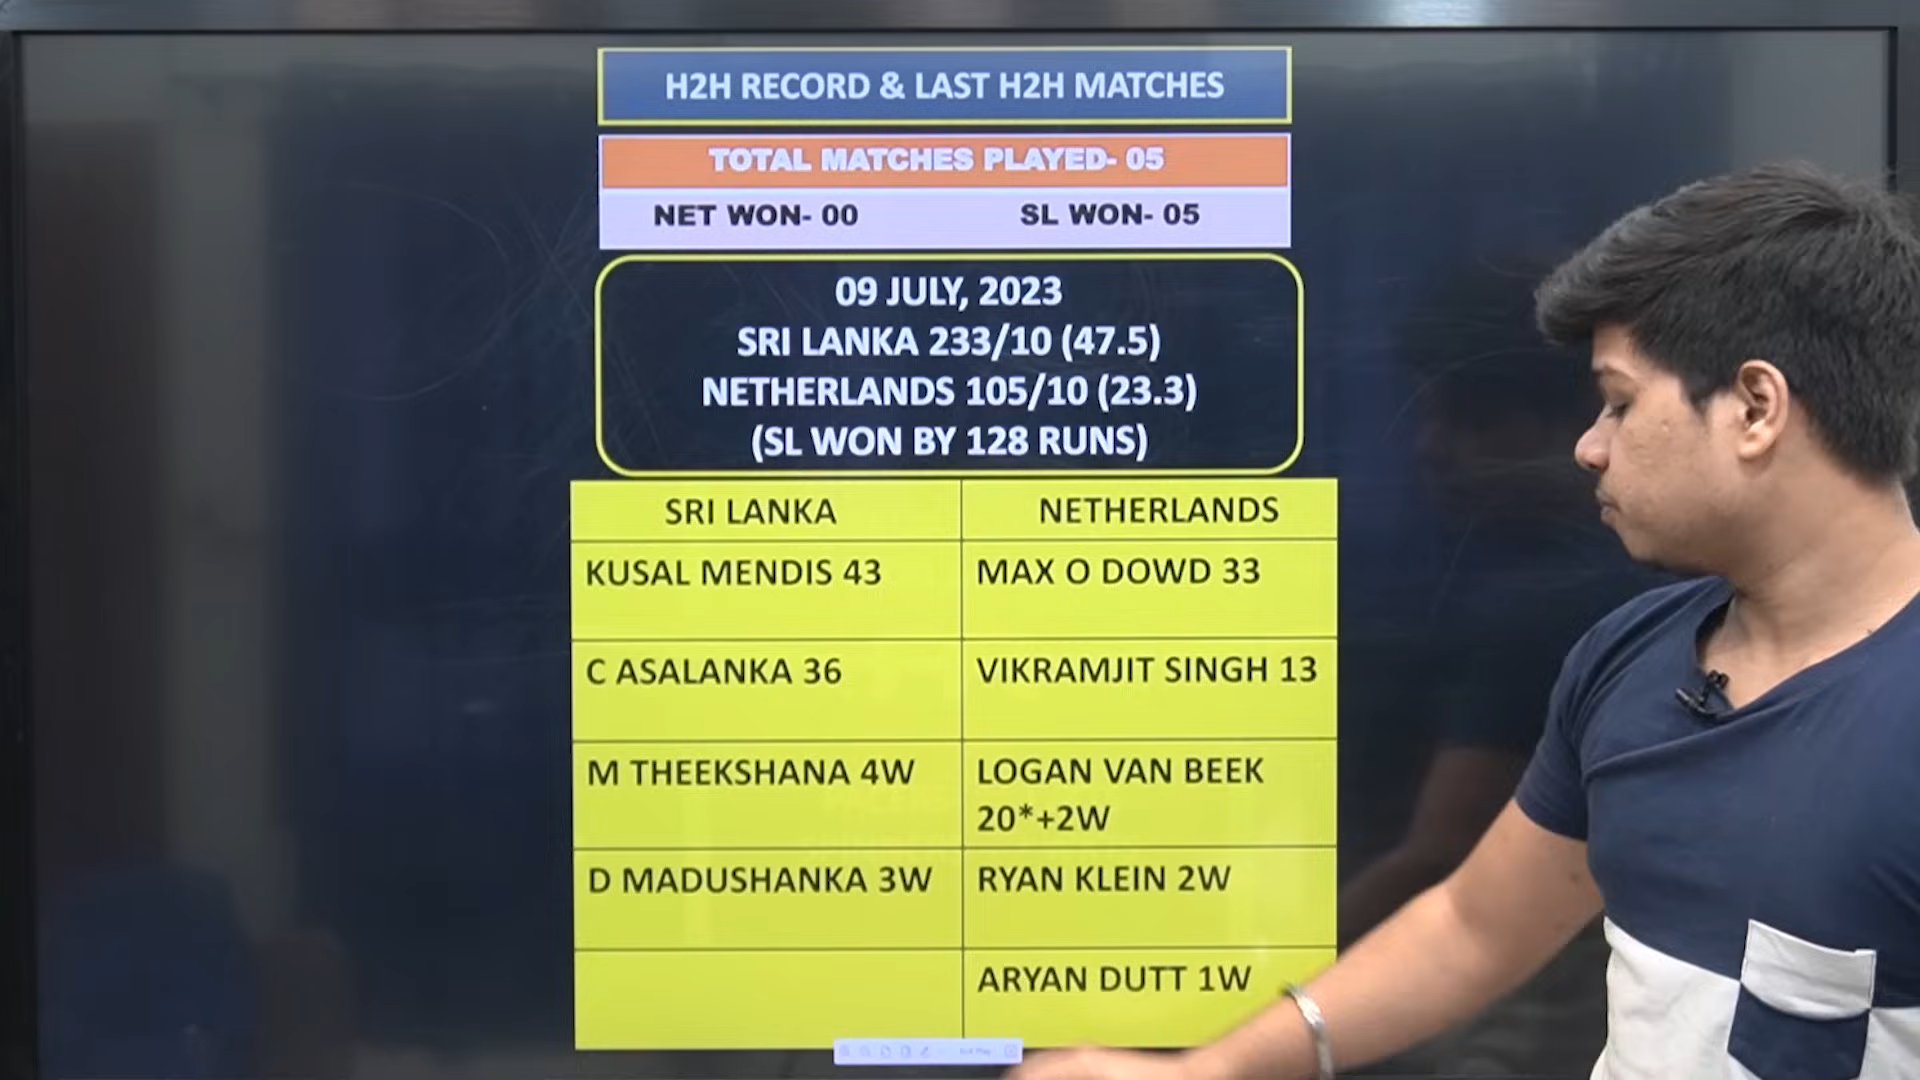 H2H RECORD & LAST H2H MATCHES
TOTAL MATCHES PLAYED- 05
NET WON- 00 SL WON- 05
09 JULY, 2023
SRI LANKA 233/10 (47.5)
NETHERLANDS 105/10 (23.3)
(SL WON BY 128 RUNS)
SRI LANKA NETHERLANDS
KUSAL MENDIS 43 MAX O DOWD 33
C ASALANKA 36 VIKRAMJIT SINGH 13
M THEEKSHANA 4W LOGAN VAN BEEK
20*+2W
D MADUSHANKA 3W RYAN KLEIN 2W
ARYAN DUTT 1W